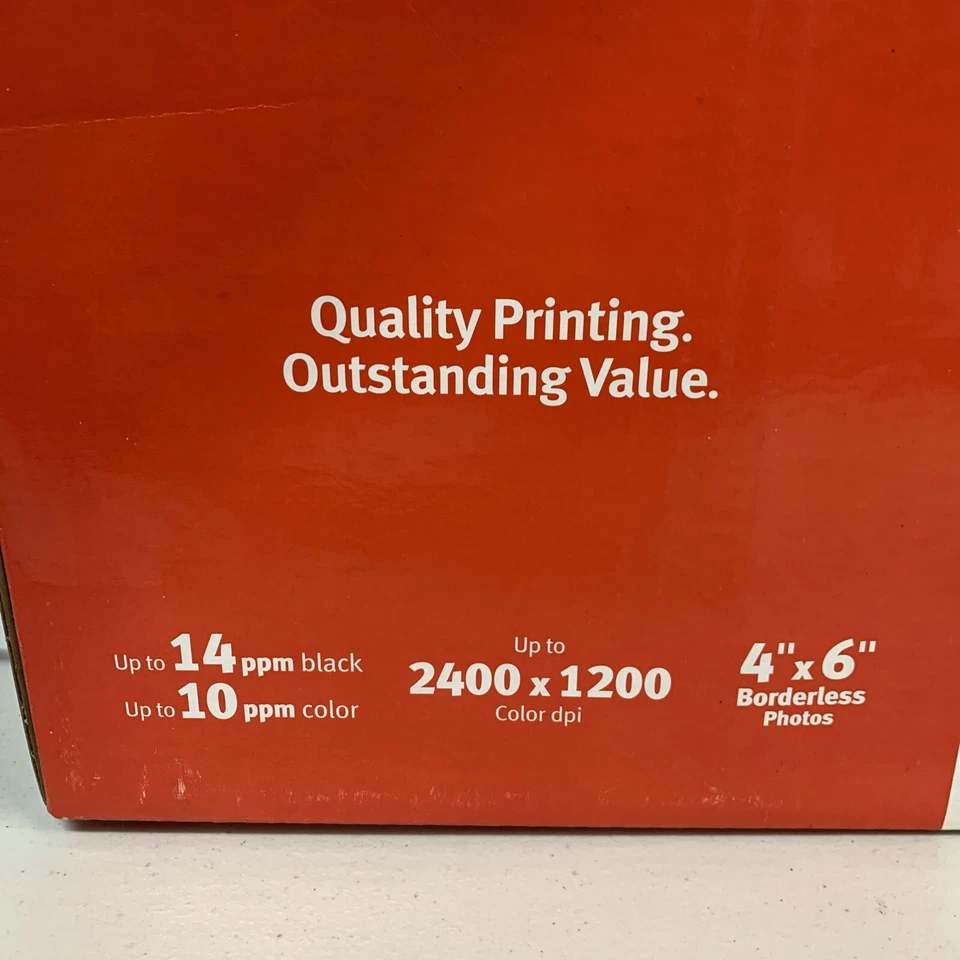 Quality Printing.
Outstanding Value.
Up to 14 ppm black
Up to 10 ppm color
Up to
2400 x 1200
Color dpi
4"x6"
Borderless
Photos